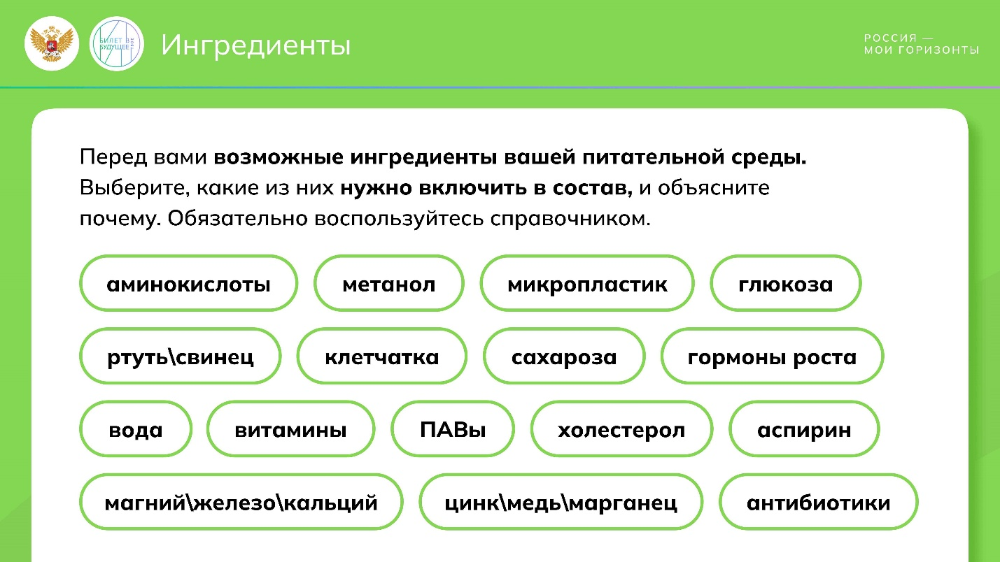 БИЛЕТ В
БУДУЩЕЕ
Ингредиенты
РОССИЯ —
МОИ ГОРИЗОНТЫ
Перед вами возможные ингредиенты вашей питательной среды.
Выберите, какие из них нужно включить в состав, и объясните
почему. Обязательно воспользуйтесь справочником.
аминокислоты метанол микропластик глюкоза
ртуть\свинец клетчатка сахароза гормоны роста
вода витамины ПАВы холестерол аспирин
магний\железо\кальций цинк\медь\марганец антибиотики